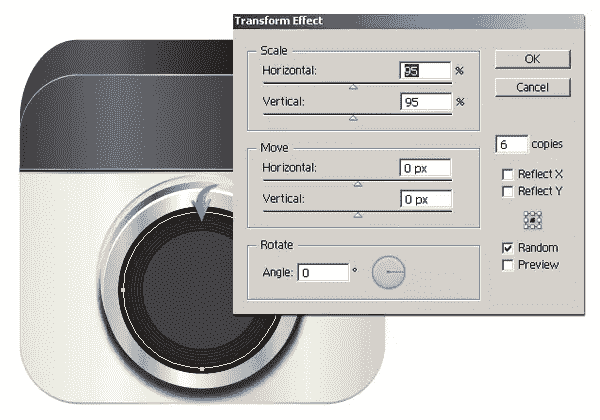 Transform Effect
Scale
Horizontal: 95 %
Vertical: 95 %
Move
Horizontal: 0 px
Vertical: 0 px
Rotate
Angle: 0 °
OK
Cancel
6 copies
Reflect X
Reflect Y
Random
Preview